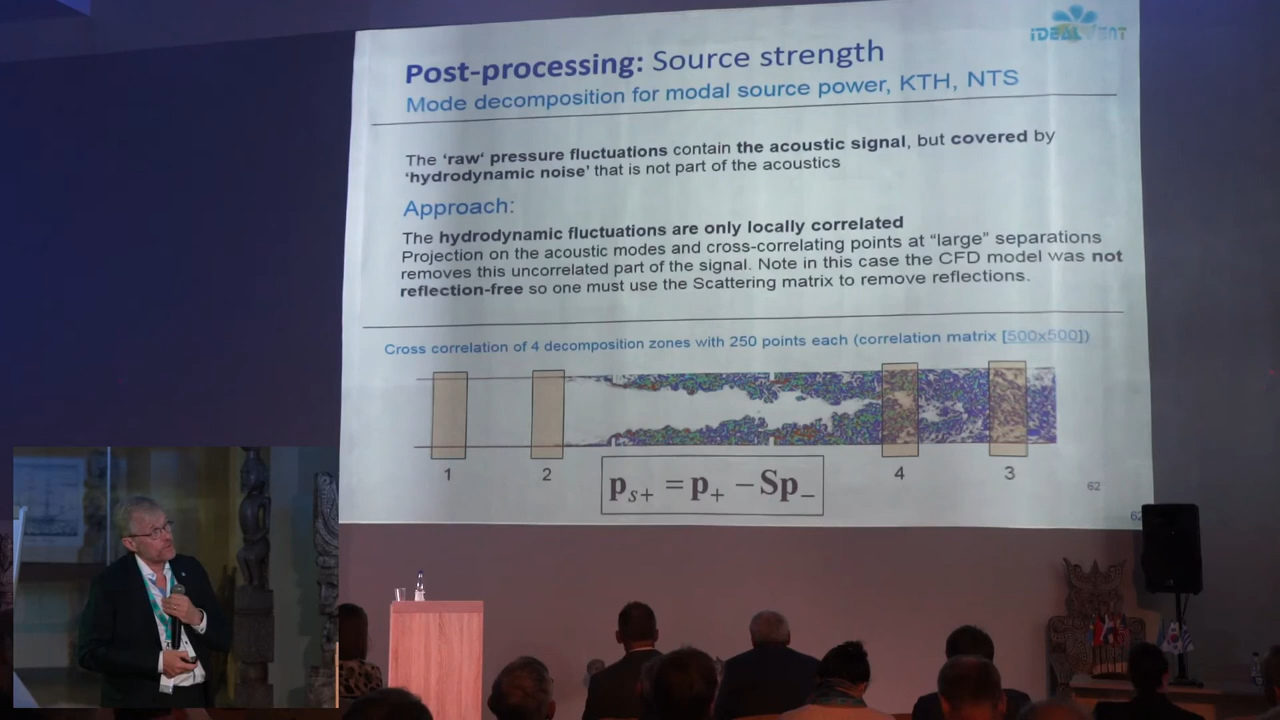 iDEALVENT
Post-processing: Source strength
Mode decomposition for modal source power, KTH, NTS
The ‘raw‘ pressure fluctuations contain the acoustic signal, but covered by
‘hydrodynamic noise’ that is not part of the acoustics
Approach:
The hydrodynamic fluctuations are only locally correlated
Projection on the acoustic modes and cross-correlating points at “large” separations
removes this uncorrelated part of the signal. Note in this case the CFD model was not
reflection-free so one must use the Scattering matrix to remove reflections.
Cross correlation of 4 decomposition zones with 250 points each (correlation matrix [500x500])
1 2 4 3
p_{s+} = p_+ − Sp_−
62
62